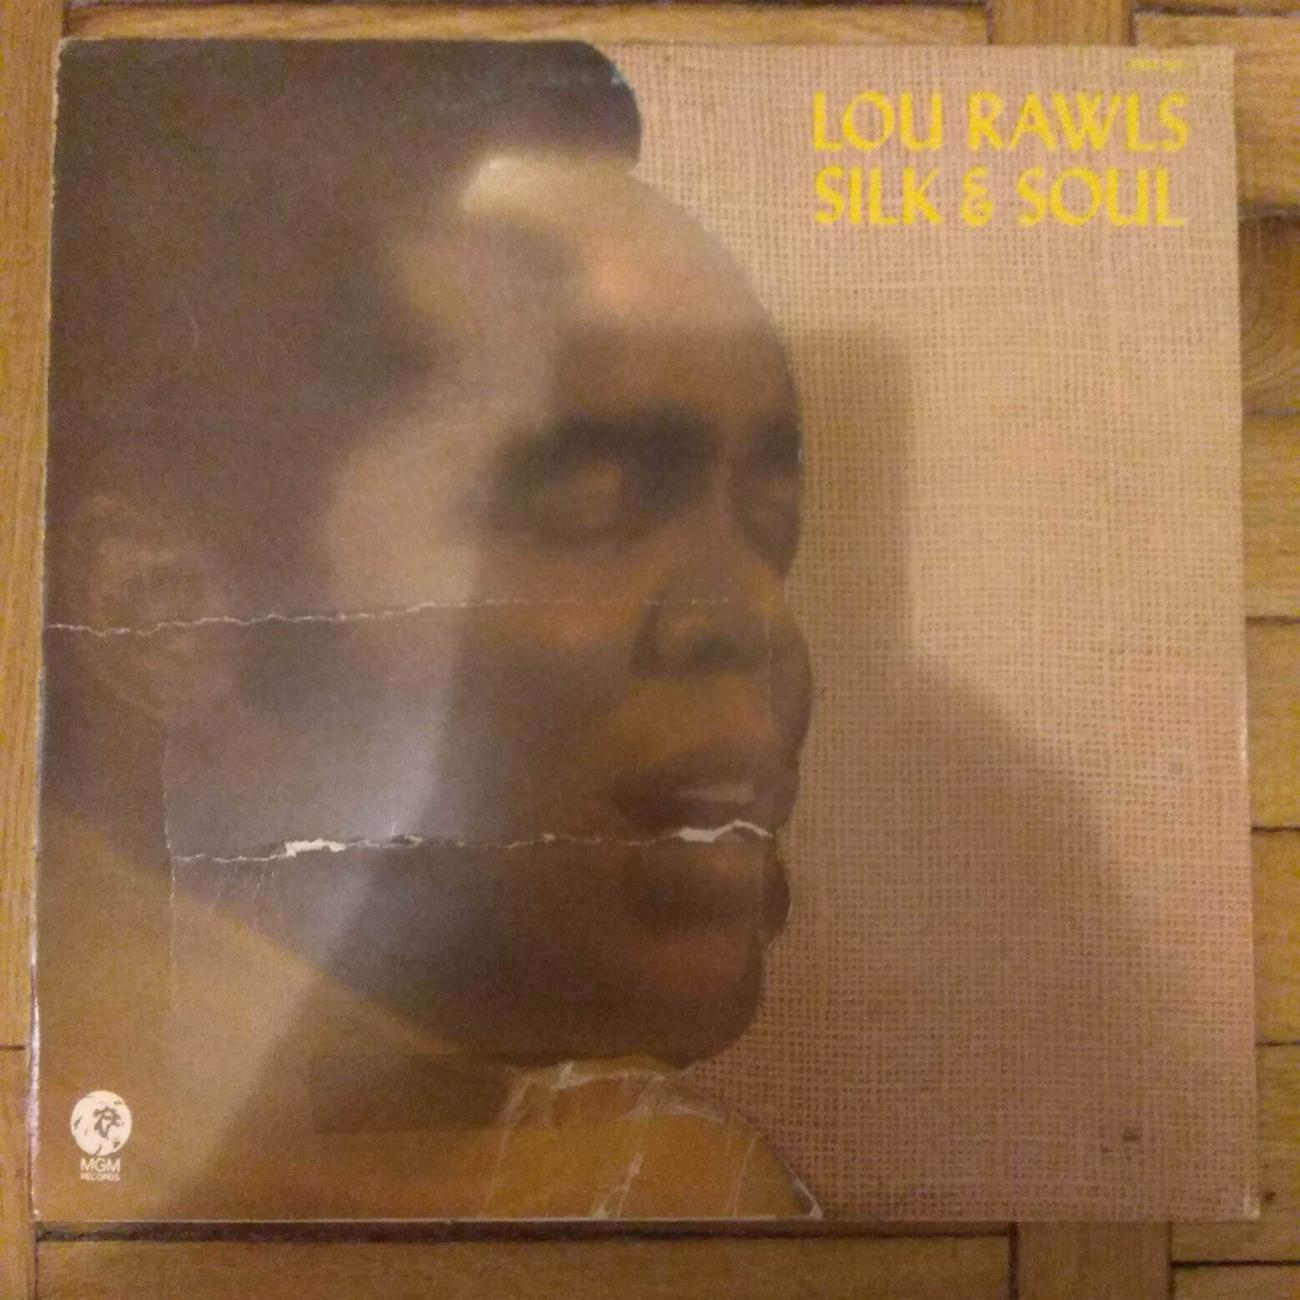 LOU RAWLS
SILK & SOUL
MGM
RECORDS